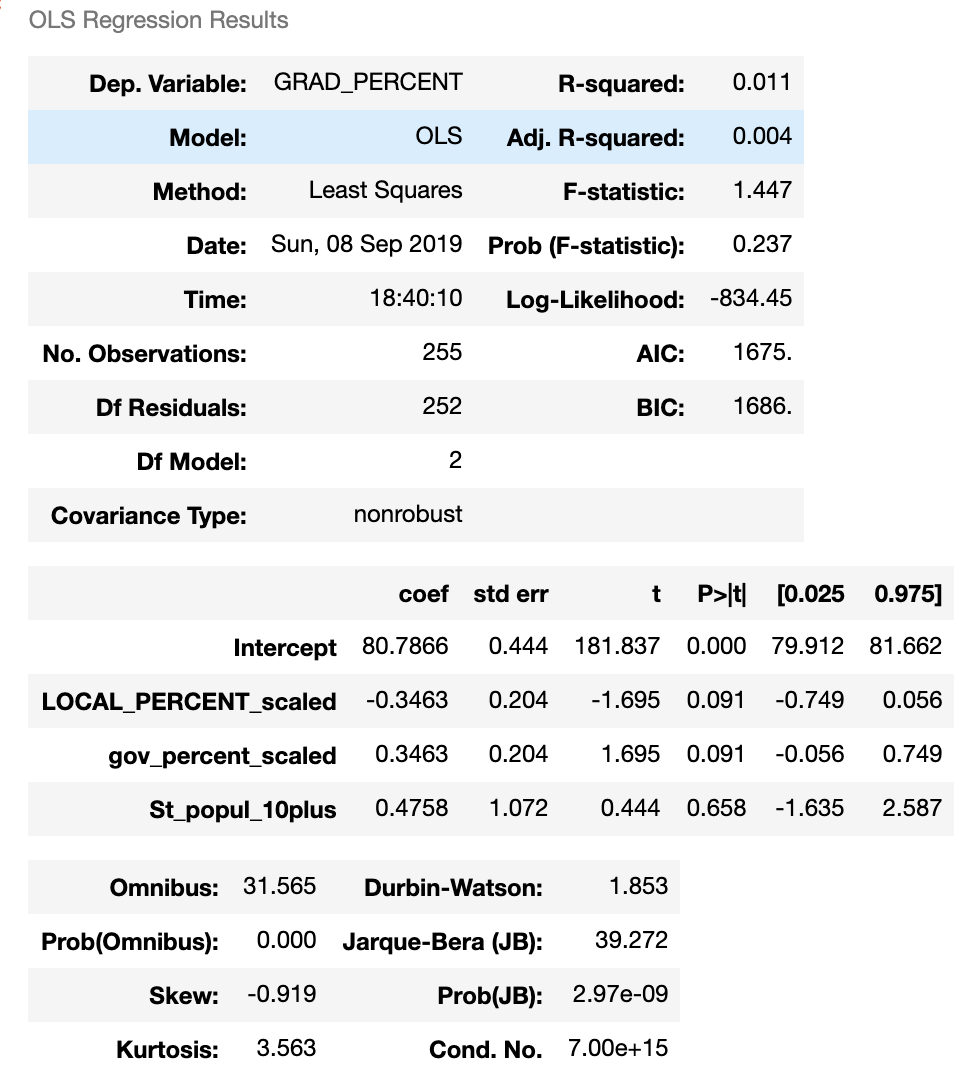 OLS Regression Results
Dep. Variable: GRAD_PERCENT R-squared: 0.011
Model: OLS Adj. R-squared: 0.004
Method: Least Squares F-statistic: 1.447
Date: Sun, 08 Sep 2019 Prob (F-statistic): 0.237
Time: 18:40:10 Log-Likelihood: -834.45
No. Observations: 255 AIC: 1675.
Df Residuals: 252 BIC: 1686.
Df Model: 2
Covariance Type: nonrobust
coef std err t P>|t| [0.025 0.975]
Intercept 80.7866 0.444 181.837 0.000 79.912 81.662
LOCAL_PERCENT_scaled -0.3463 0.204 -1.695 0.091 -0.749 0.056
gov_percent_scaled 0.3463 0.204 1.695 0.091 -0.056 0.749
St_popul_10plus 0.4758 1.072 0.444 0.658 -1.635 2.587
Omnibus: 31.565 Durbin-Watson: 1.853
Prob(Omnibus): 0.000 Jarque-Bera (JB): 39.272
Skew: -0.919 Prob(JB): 2.97e-09
Kurtosis: 3.563 Cond. No. 7.00e+15